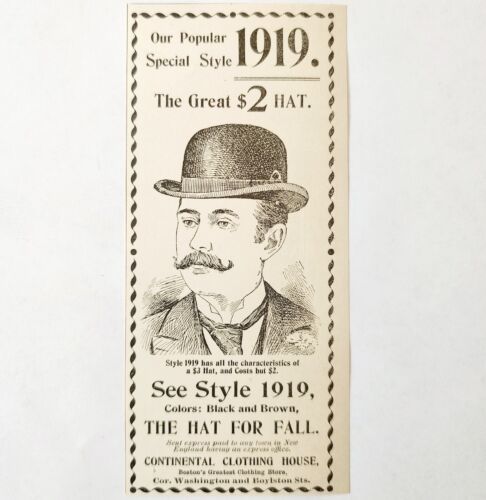 Our Popular
Special Style 1919.
The Great $2 HAT.
Style 1919 has all the characteristics of
a $3 Hat, and Costs but $2.
See Style 1919,
Colors: Black and Brown,
THE HAT FOR FALL.
Sent express paid to any town in New
England having an express office.
CONTINENTAL CLOTHING HOUSE,
Boston's Greatest Clothing Store,
Cor. Washington and Boylston Sts.